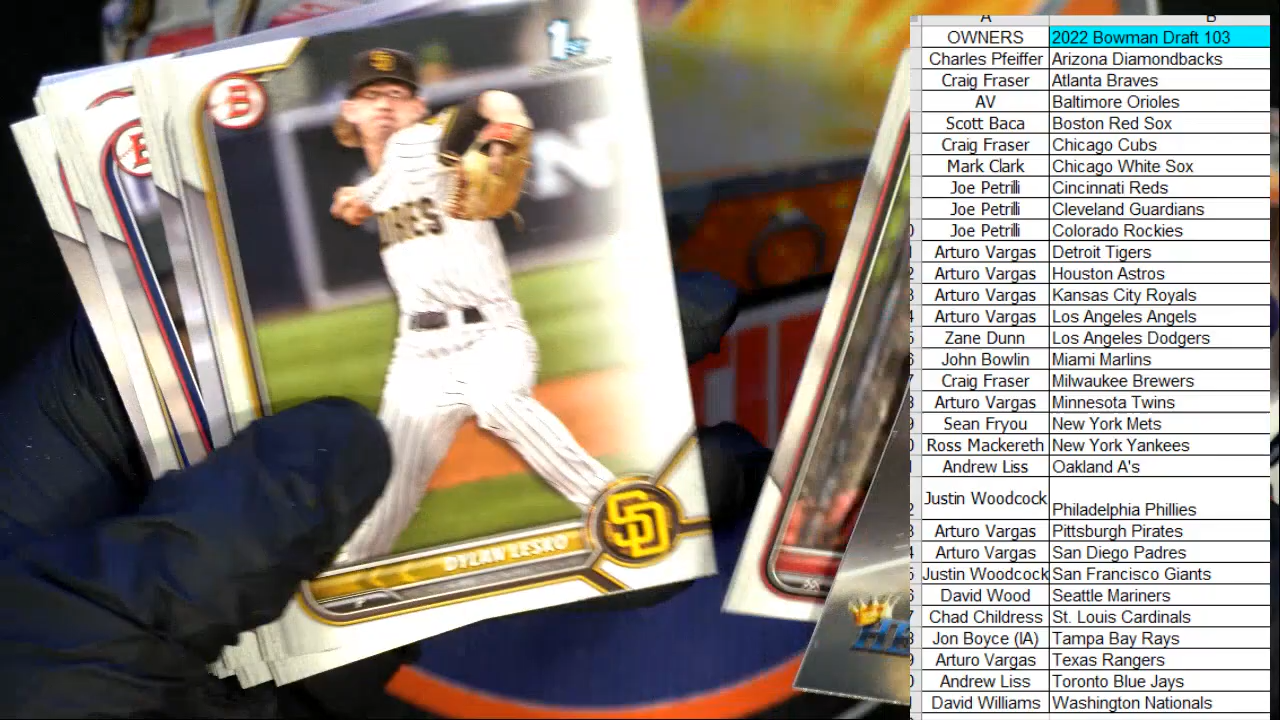 1st
B
B
SD
DRES
SD
DYLAN LESKO
A B
OWNERS 2022 Bowman Draft 103
Charles Pfeiffer Arizona Diamondbacks
Craig Fraser Atlanta Braves
AV Baltimore Orioles
Scott Baca Boston Red Sox
Craig Fraser Chicago Cubs
Mark Clark Chicago White Sox
Joe Petrilli Cincinnati Reds
Joe Petrilli Cleveland Guardians
Joe Petrilli Colorado Rockies
Arturo Vargas Detroit Tigers
Arturo Vargas Houston Astros
Arturo Vargas Kansas City Royals
Arturo Vargas Los Angeles Angels
Zane Dunn Los Angeles Dodgers
John Bowlin Miami Marlins
Craig Fraser Milwaukee Brewers
Arturo Vargas Minnesota Twins
Sean Fryou New York Mets
Ross Mackereth New York Yankees
Andrew Liss Oakland A's
Justin Woodcock Philadelphia Phillies
Arturo Vargas Pittsburgh Pirates
Arturo Vargas San Diego Padres
Justin Woodcock San Francisco Giants
David Wood Seattle Mariners
Chad Childress St. Louis Cardinals
Jon Boyce (IA) Tampa Bay Rays
Arturo Vargas Texas Rangers
Andrew Liss Toronto Blue Jays
David Williams Washington Nationals